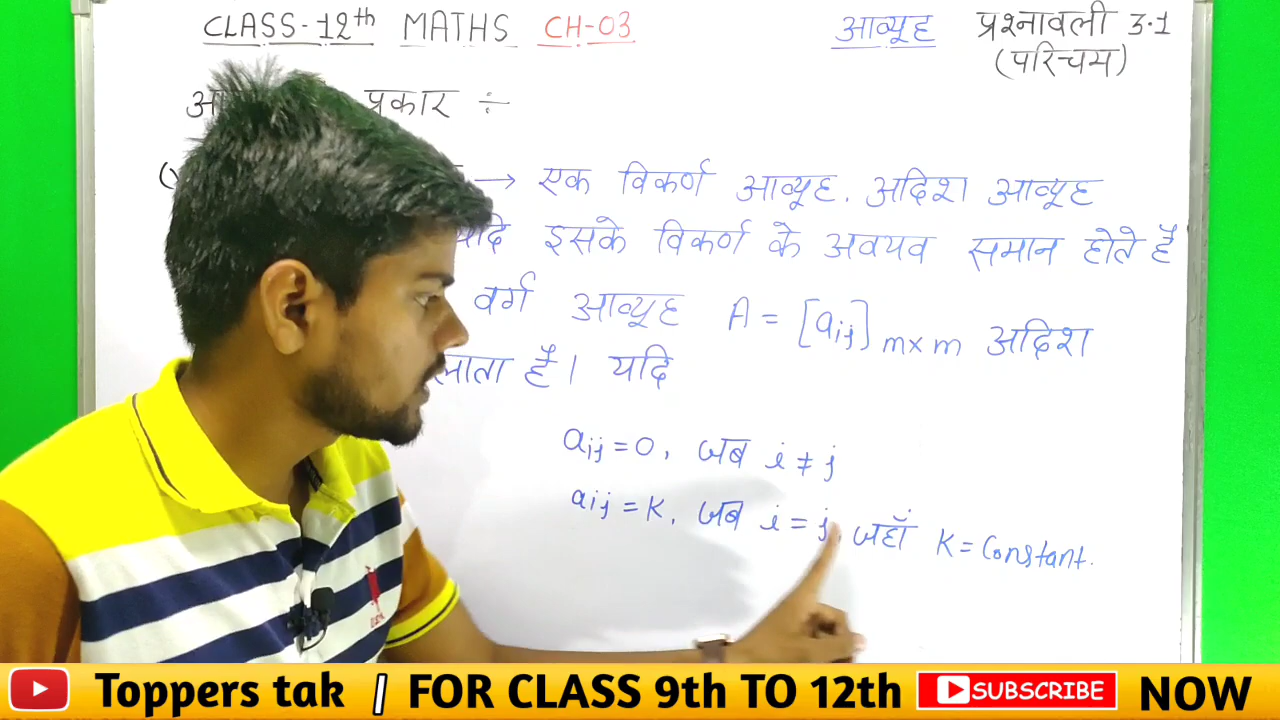 CLASS-12th MATHS CH-03 आव्यूह प्रश्नावली 3.1
(परिचम)
प्रकार ÷
→ एक विकर्ण आव्यूह. अदिश आव्यूह
यदि इसके विकर्ण के अवयव समान होते है
वर्ग आव्यूह A = [aij] m×m अदिश
लाता है। यदि
aij = 0, जब i ≠ j
aij = K, जब i = j, जहाँ K = Constant.
Toppers tak | FOR CLASS 9th TO 12th SUBSCRIBE NOW